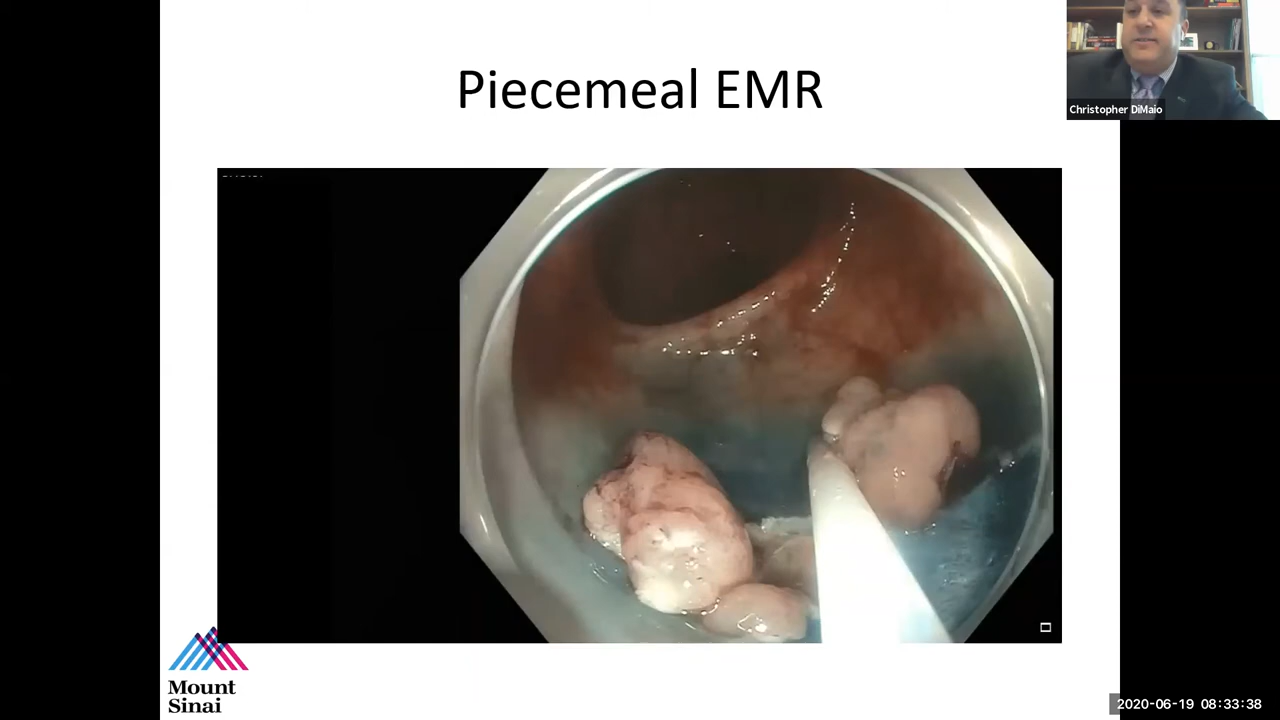 Piecemeal EMR
Christopher DiMaio
Mount
Sinai
2020-06-19 08:33:38